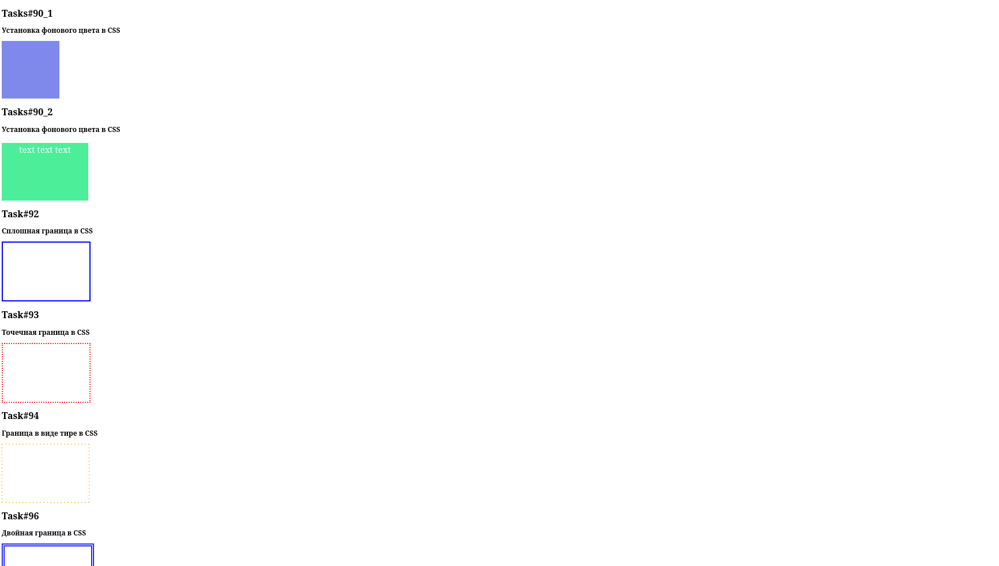 Tasks#90_1
Установка фонового цвета в CSS
Tasks#90_2
Установка фонового цвета в CSS
text text text
Task#92
Сплошная граница в CSS
Task#93
Точечная граница в CSS
Task#94
Граница в виде тире в CSS
Task#96
Двойная граница в CSS